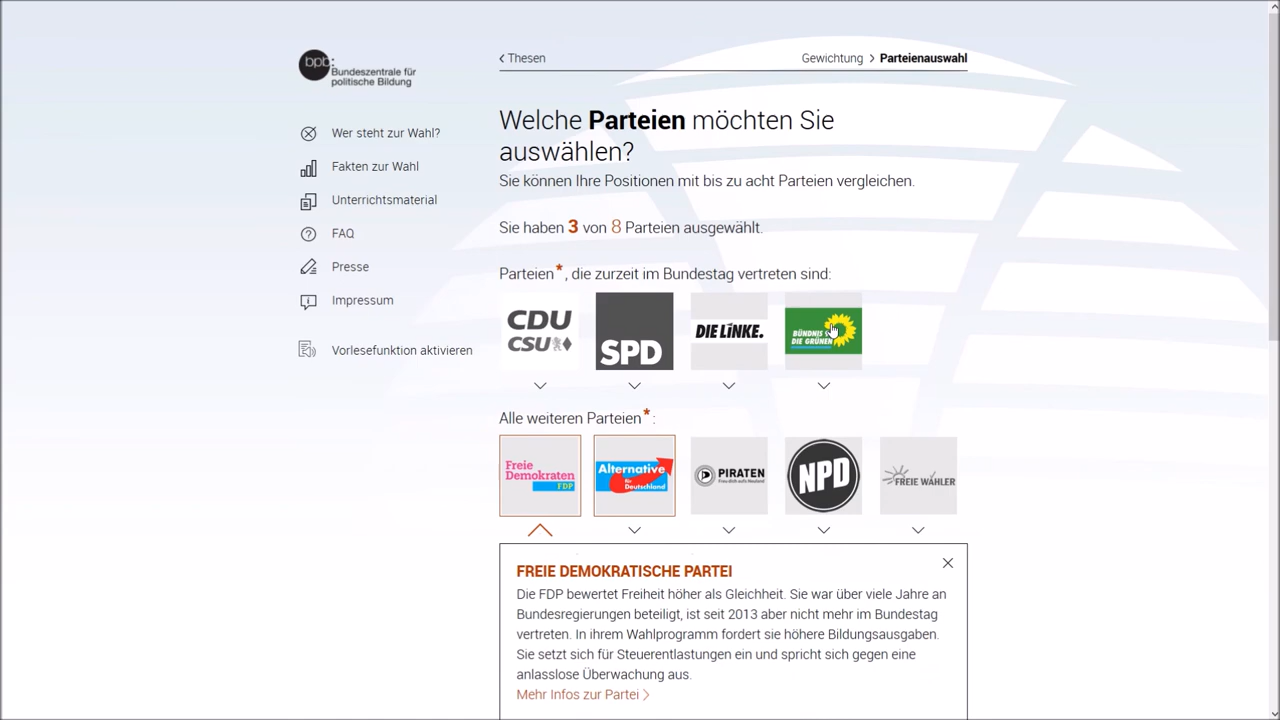 bpb:
Bundeszentrale für
politische Bildung
Wer steht zur Wahl?
Fakten zur Wahl
Unterrichtsmaterial
FAQ
Presse
Impressum
Vorlesefunktion aktivieren
Thesen
Gewichtung > Parteienauswahl
Welche Parteien möchten Sie
auswählen?
Sie können Ihre Positionen mit bis zu acht Parteien vergleichen.
Sie haben 3 von 8 Parteien ausgewählt.
Parteien*, die zurzeit im Bundestag vertreten sind:
CDU
CSU
SPD
DIE LINKE.
BÜNDNIS
DIE GRÜNEN
Alle weiteren Parteien*:
Freie
Demokraten
FDP
Alternative
für
Deutschland
PIRATEN
NPD
FREIE WÄHLER
FREIE DEMOKRATISCHE PARTEI
Die FDP bewertet Freiheit höher als Gleichheit. Sie war über viele Jahre an
Bundesregierungen beteiligt, ist seit 2013 aber nicht mehr im Bundestag
vertreten. In ihrem Wahlprogramm fordert sie höhere Bildungsausgaben.
Sie setzt sich für Steuerentlastungen ein und spricht sich gegen eine
anlasslose Überwachung aus.
Mehr Infos zur Partei >